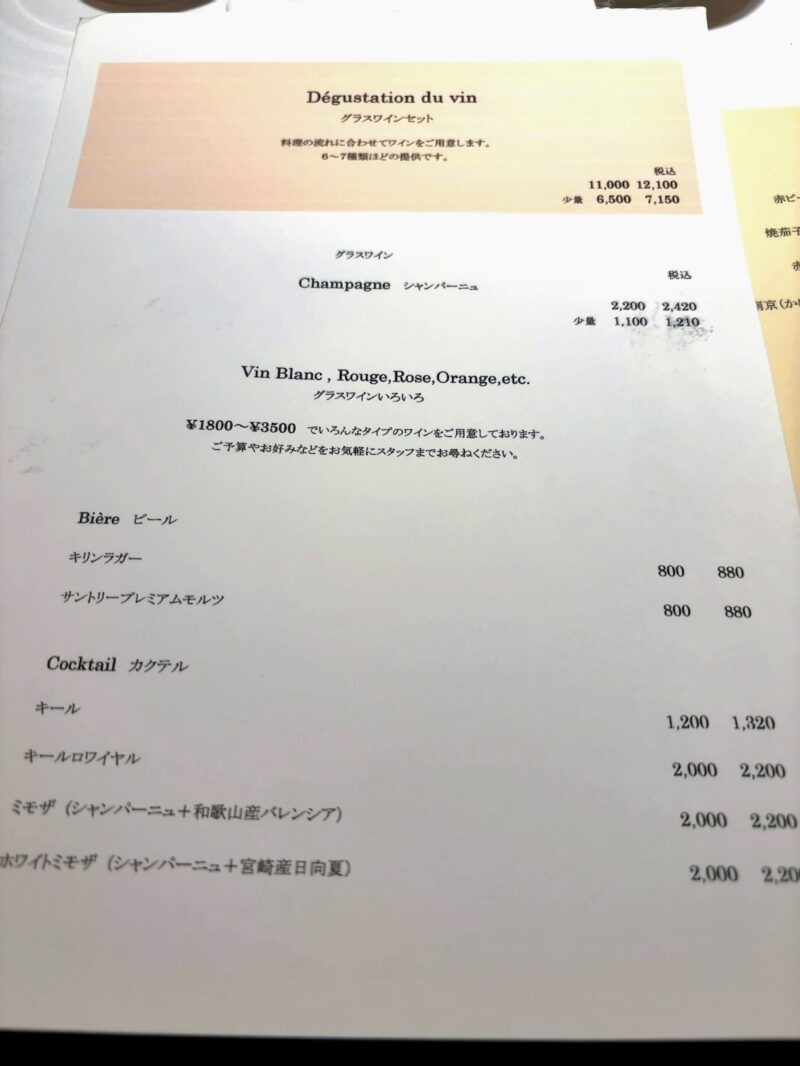 Dégustation du vin
グラスワインセット
料理の流れに合わせてワインをご用意します。
6～7種類ほどの提供です。
税込
11,000 12,100
少量 6,500 7,150
グラスワイン
Champagne シャンパーニュ
税込
2,200 2,420
少量 1,100 1,210
Vin Blanc , Rouge,Rose,Orange,etc.
グラスワインいろいろ
¥1800～¥3500 でいろんなタイプのワインをご用意しております。
ご予算やお好みなどをお気軽にスタッフまでお尋ねください。
Bière ビール
キリンラガー 800 880
サントリープレミアムモルツ 800 880
Cocktail カクテル
キール 1,200 1,320
キールロワイヤル 2,000 2,200
ミモザ（シャンパーニュ＋和歌山産バレンシア） 2,000 2,200
ホワイトミモザ（シャンパーニュ＋宮崎産日向夏） 2,000 2,20
赤ビー
焼茄子
京（か